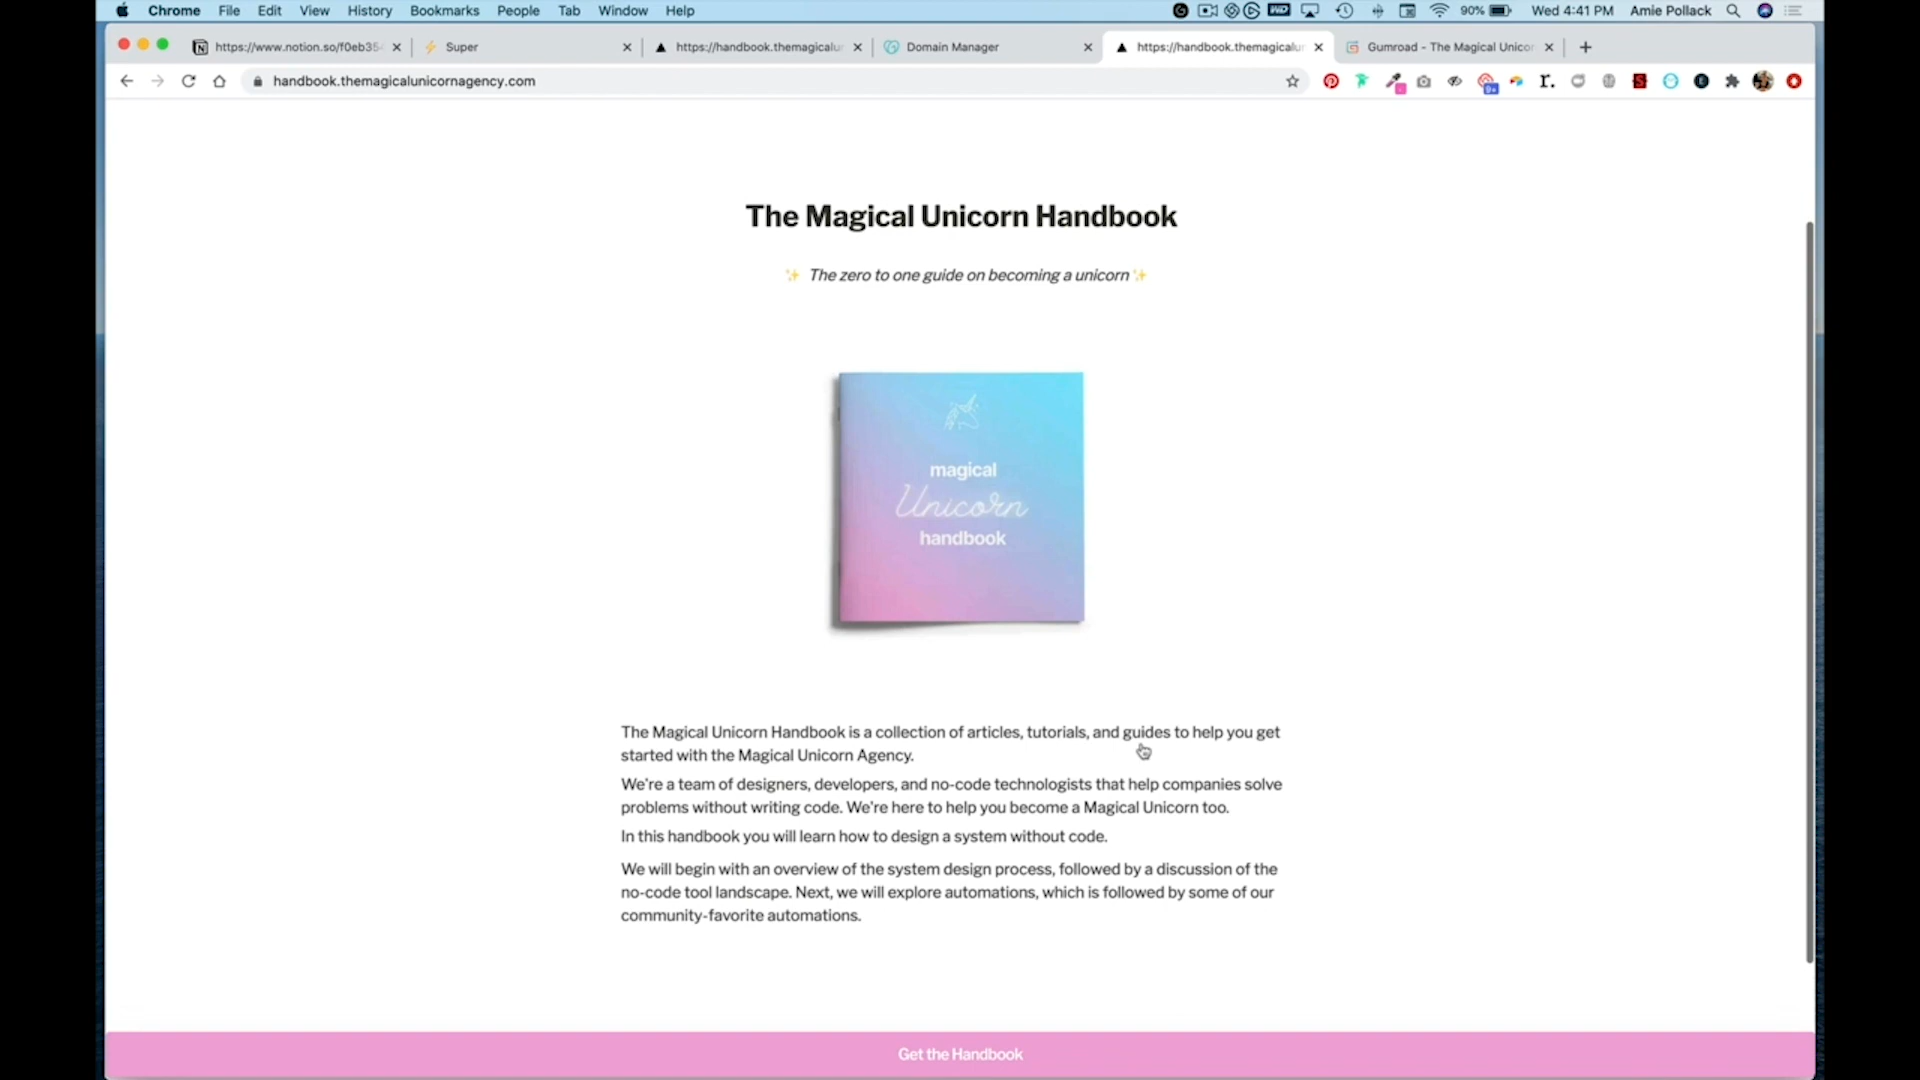 Chrome File Edit View History Bookmarks People Tab Window Help 90% Wed 4:41 PM Amie Pollack
https://www.notion.so/f0eb354 Super https://handbook.themagicalu Domain Manager https://handbook.themagicalu Gumroad - The Magical Unicor
handbook.themagicalunicornagency.com
The Magical Unicorn Handbook
✨ The zero to one guide on becoming a unicorn ✨
magical
Unicorn
handbook
The Magical Unicorn Handbook is a collection of articles, tutorials, and guides to help you get
started with the Magical Unicorn Agency.
We're a team of designers, developers, and no-code technologists that help companies solve
problems without writing code. We're here to help you become a Magical Unicorn too.
In this handbook you will learn how to design a system without code.
We will begin with an overview of the system design process, followed by a discussion of the
no-code tool landscape. Next, we will explore automations, which is followed by some of our
community-favorite automations.
Get the Handbook